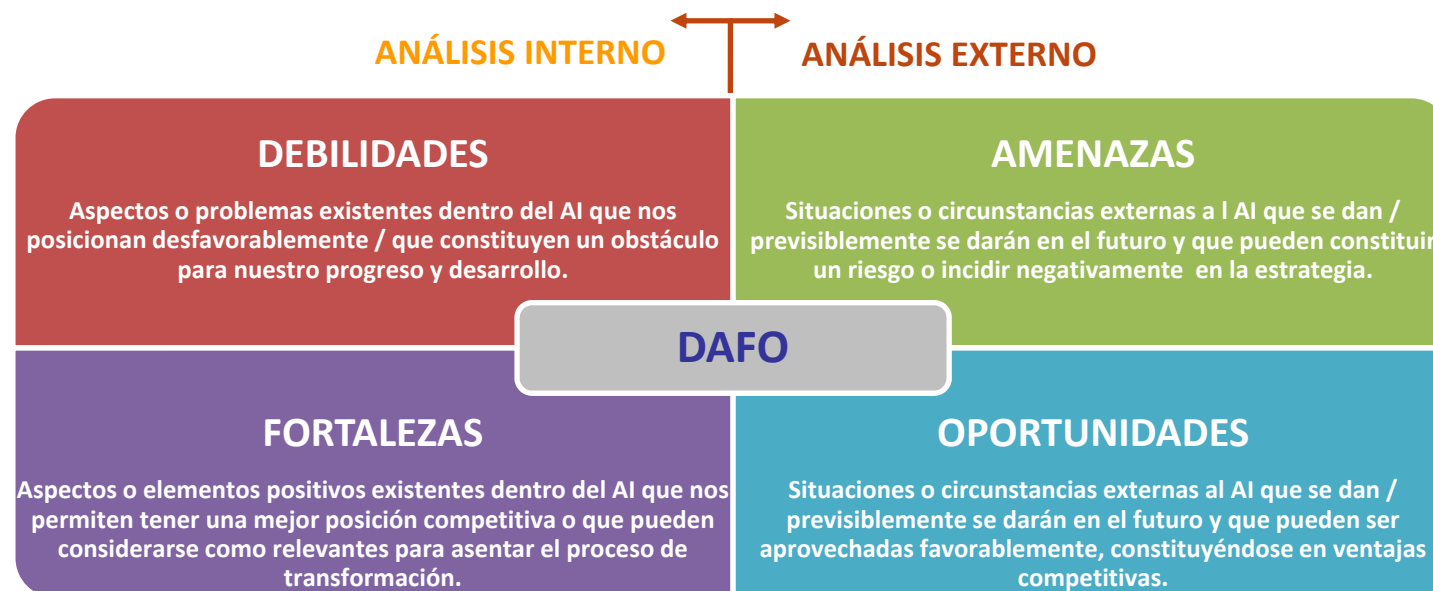 ANÁLISIS INTERNO
ANÁLISIS EXTERNO
DEBILIDADES
Aspectos o problemas existentes dentro del AI que nos
posicionan desfavorablemente / que constituyen un obstáculo
para nuestro progreso y desarrollo.
AMENAZAS
Situaciones o circunstancias externas a l AI que se dan /
previsiblemente se darán en el futuro y que pueden constituir
un riesgo o incidir negativamente en la estrategia.
DAFO
FORTALEZAS
Aspectos o elementos positivos existentes dentro del AI que nos
permiten tener una mejor posición competitiva o que pueden
considerarse como relevantes para asentar el proceso de
transformación.
OPORTUNIDADES
Situaciones o circunstancias externas al AI que se dan /
previsiblemente se darán en el futuro y que pueden ser
aprovechadas favorablemente, constituyéndose en ventajas
competitivas.